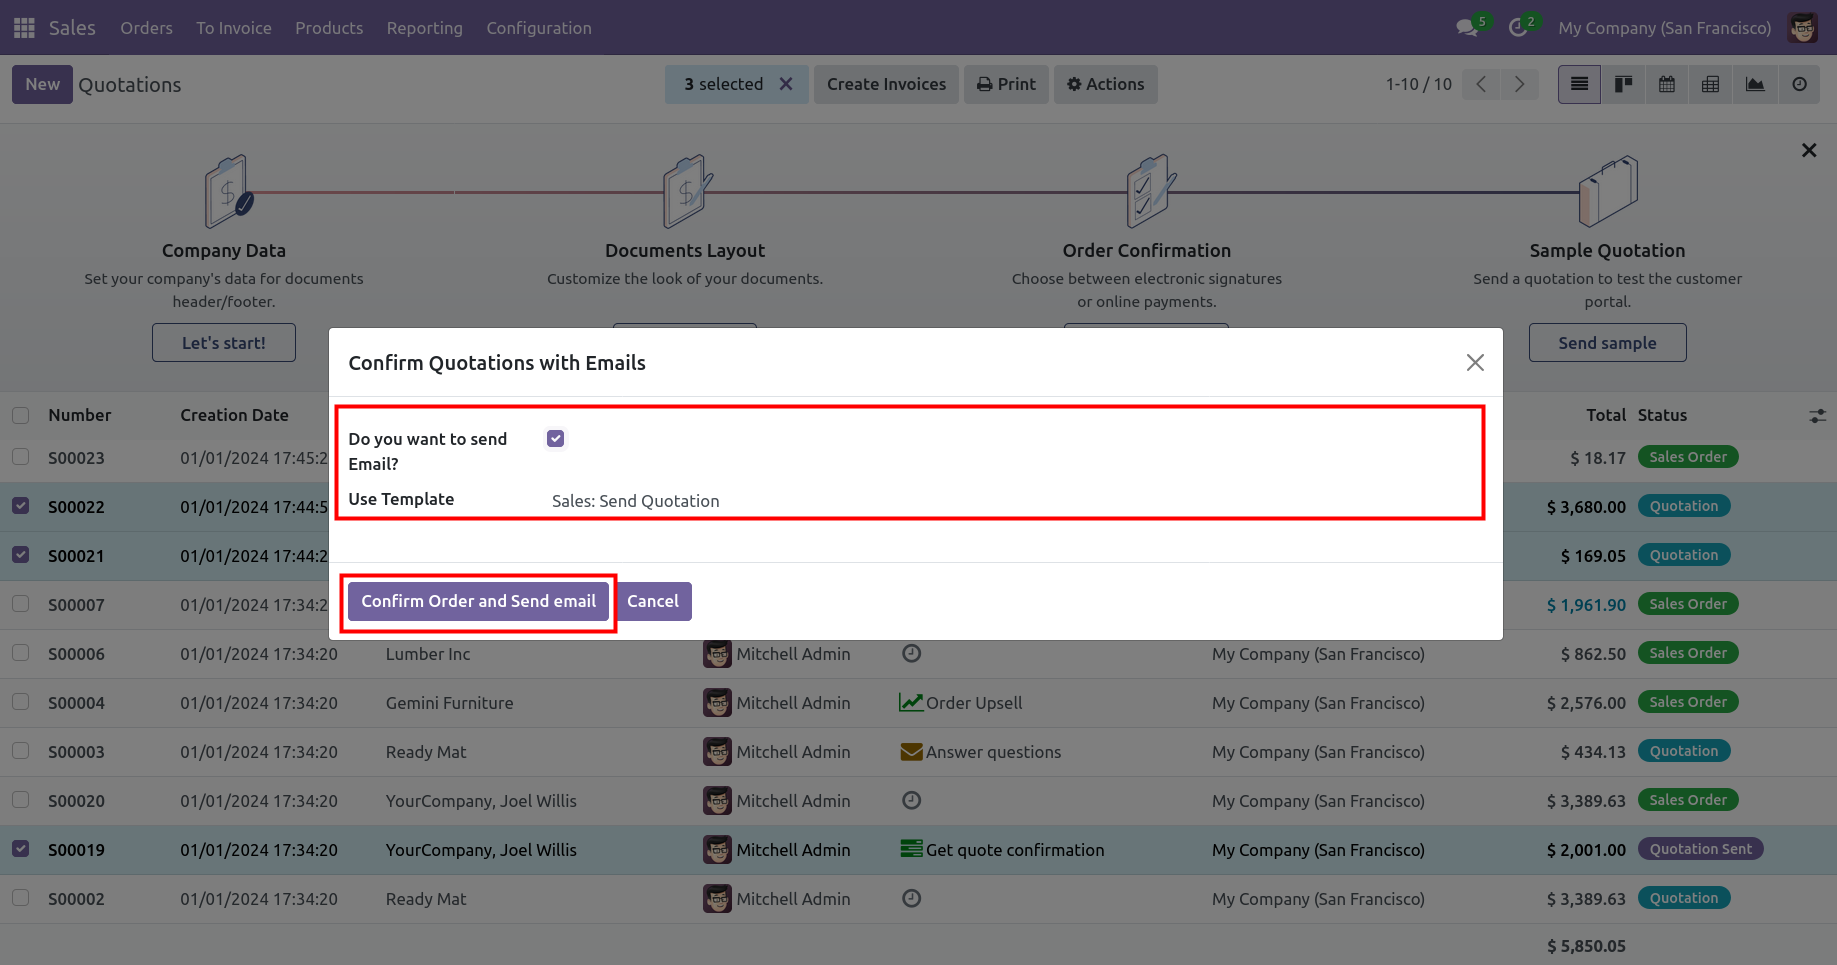 Sales Orders To Invoice Products Reporting Configuration 5 2 My Company (San Francisco)
New Quotations 3 selected Create Invoices Print Actions 1-10 / 10
Company Data Documents Layout Order Confirmation Sample Quotation
Set your company's data for documents Customize the look of your documents. Choose between electronic signatures Send a quotation to test the customer
header/footer. or online payments. portal.
Let's start! Send sample
Confirm Quotations with Emails
Number Creation Date Total Status
Do you want to send
Email?
S00023 01/01/2024 17:45:2 $ 18.17 Sales Order
Use Template Sales: Send Quotation
S00022 01/01/2024 17:44:5 $ 3,680.00 Quotation
S00021 01/01/2024 17:44:2 $ 169.05 Quotation
Confirm Order and Send email Cancel
S00007 01/01/2024 17:34:2 $ 1,961.90 Sales Order
S00006 01/01/2024 17:34:20 Lumber Inc Mitchell Admin My Company (San Francisco) $ 862.50 Sales Order
S00004 01/01/2024 17:34:20 Gemini Furniture Mitchell Admin Order Upsell My Company (San Francisco) $ 2,576.00 Sales Order
S00003 01/01/2024 17:34:20 Ready Mat Mitchell Admin Answer questions My Company (San Francisco) $ 434.13 Quotation
S00020 01/01/2024 17:34:20 YourCompany, Joel Willis Mitchell Admin My Company (San Francisco) $ 3,389.63 Sales Order
S00019 01/01/2024 17:34:20 YourCompany, Joel Willis Mitchell Admin Get quote confirmation My Company (San Francisco) $ 2,001.00 Quotation Sent
S00002 01/01/2024 17:34:20 Ready Mat Mitchell Admin My Company (San Francisco) $ 3,389.63 Quotation
$ 5,850.05